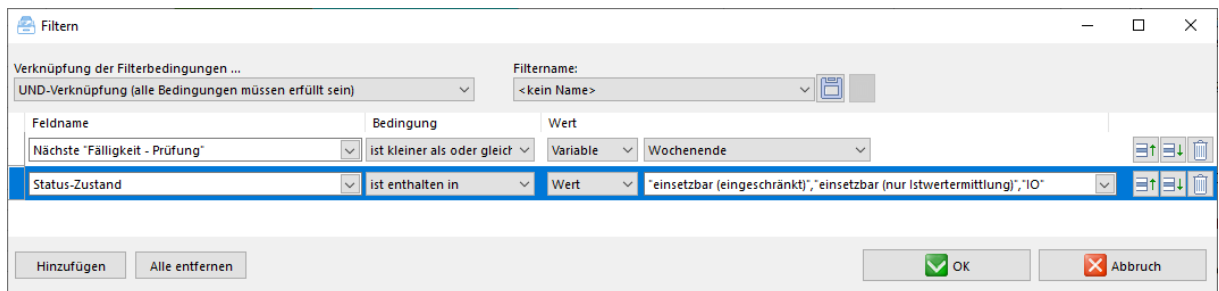 Filtern
Verknüpfung der Filterbedingungen ... Filtername:
UND-Verknüpfung (alle Bedingungen müssen erfüllt sein) <kein Name>
Feldname Bedingung Wert
Nächste "Fälligkeit - Prüfung" ist kleiner als oder gleich Variable Wochenende
Status-Zustand ist enthalten in Wert "einsetzbar (eingeschränkt)","einsetzbar (nur Istwertermittlung)","IO"
Hinzufügen Alle entfernen OK Abbruch